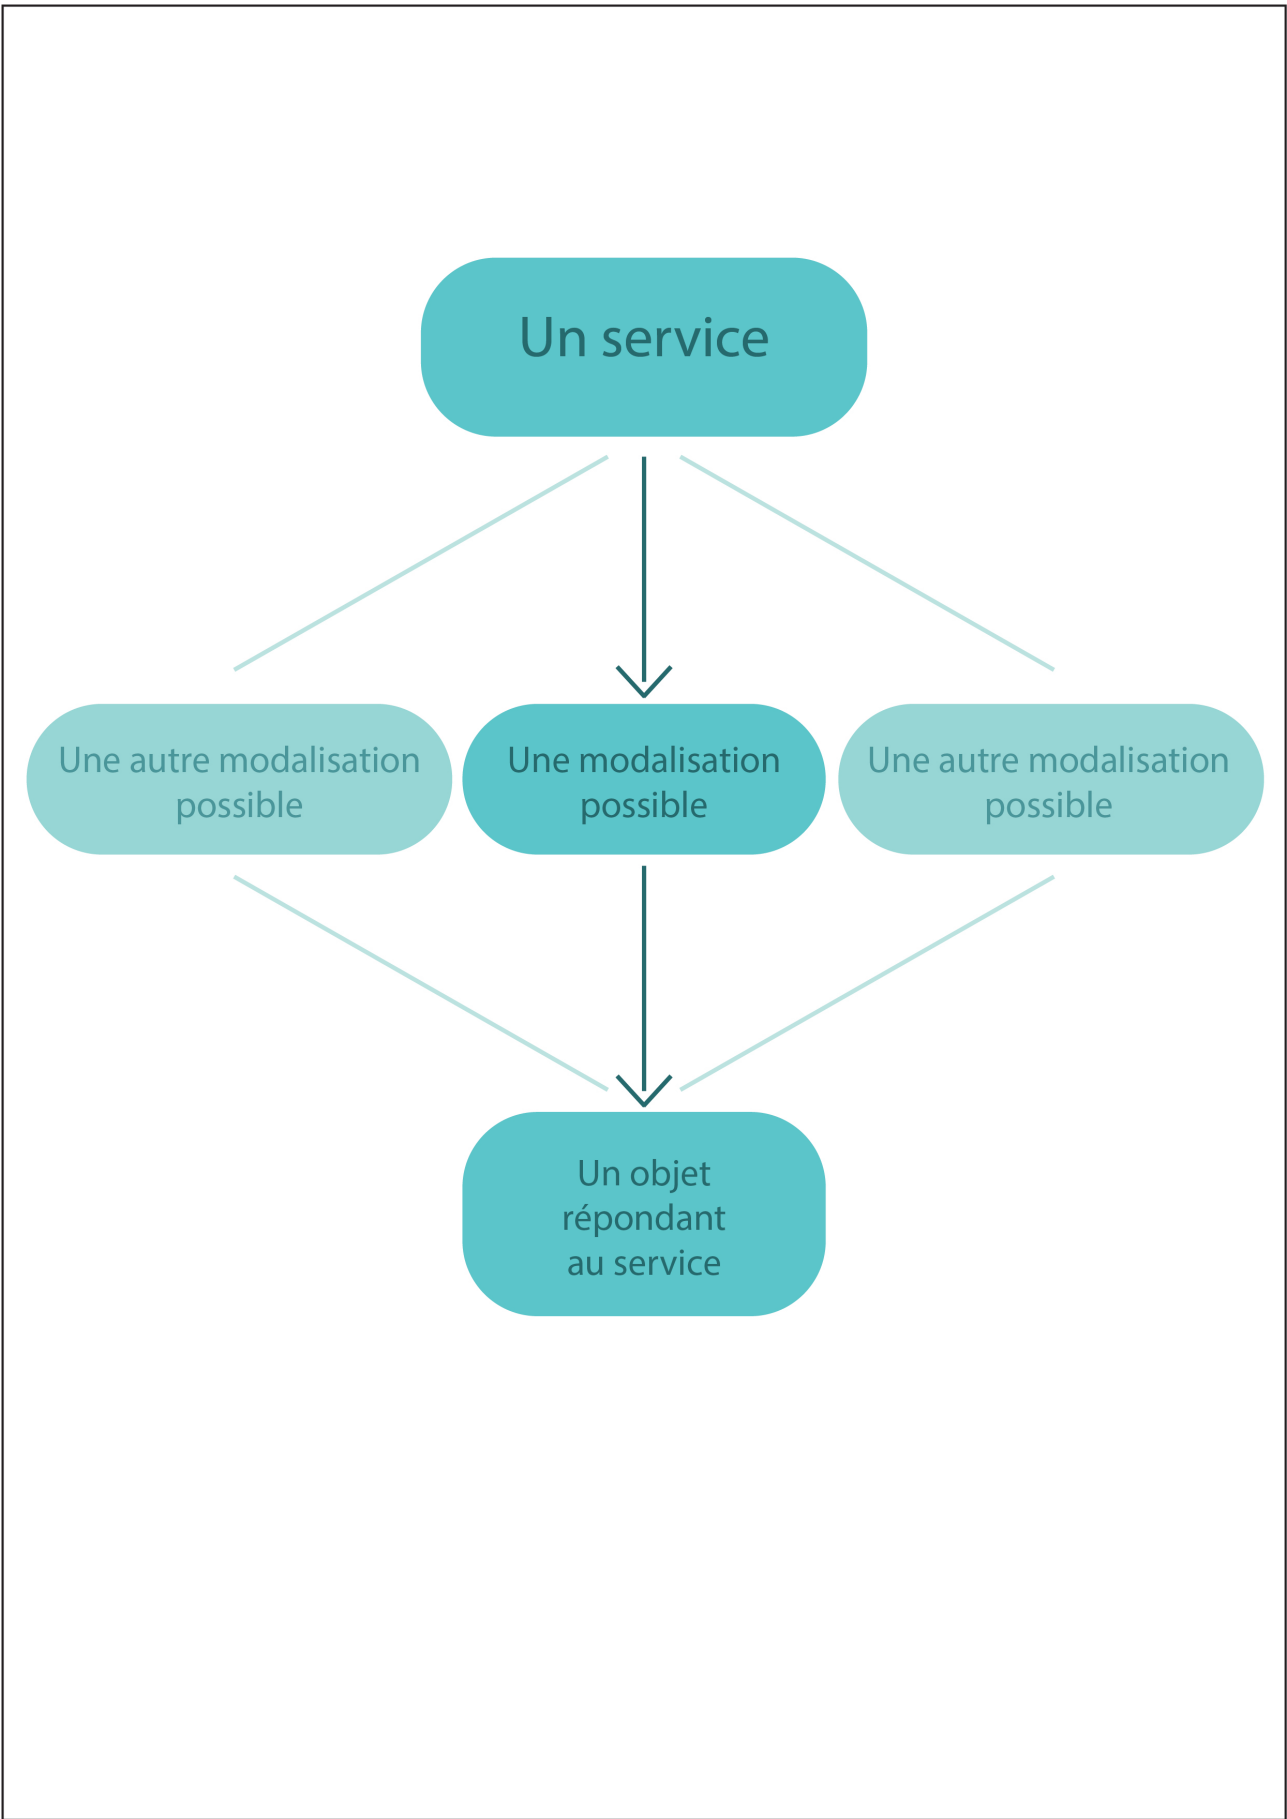 Un service
Une autre modalisation
possible
Une modalisation
possible
Une autre modalisation
possible
Un objet
répondant
au service